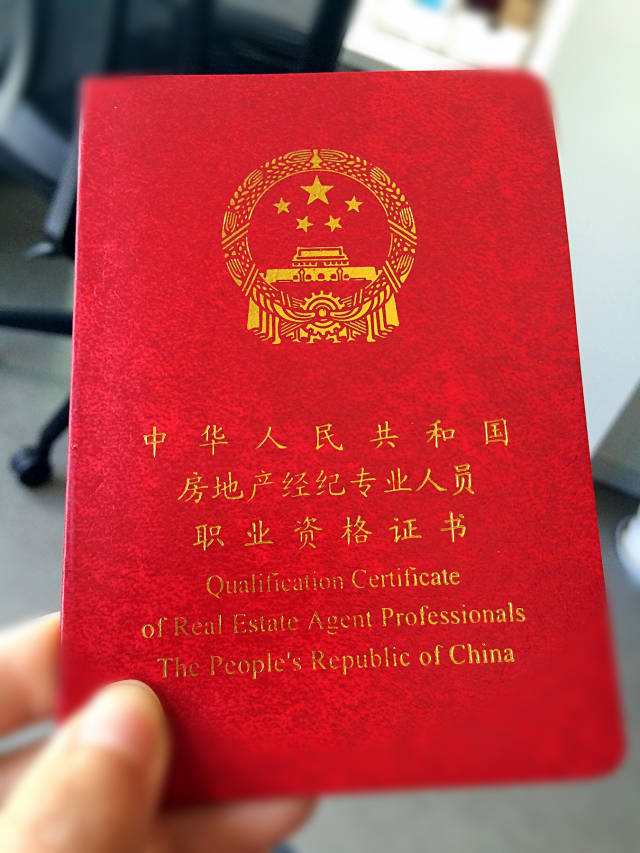 中华人民共和国
房地产经纪专业人员
职业资格证书
Qualification Certificate
of Real Estate Agent Professionals
The People's Republic of China